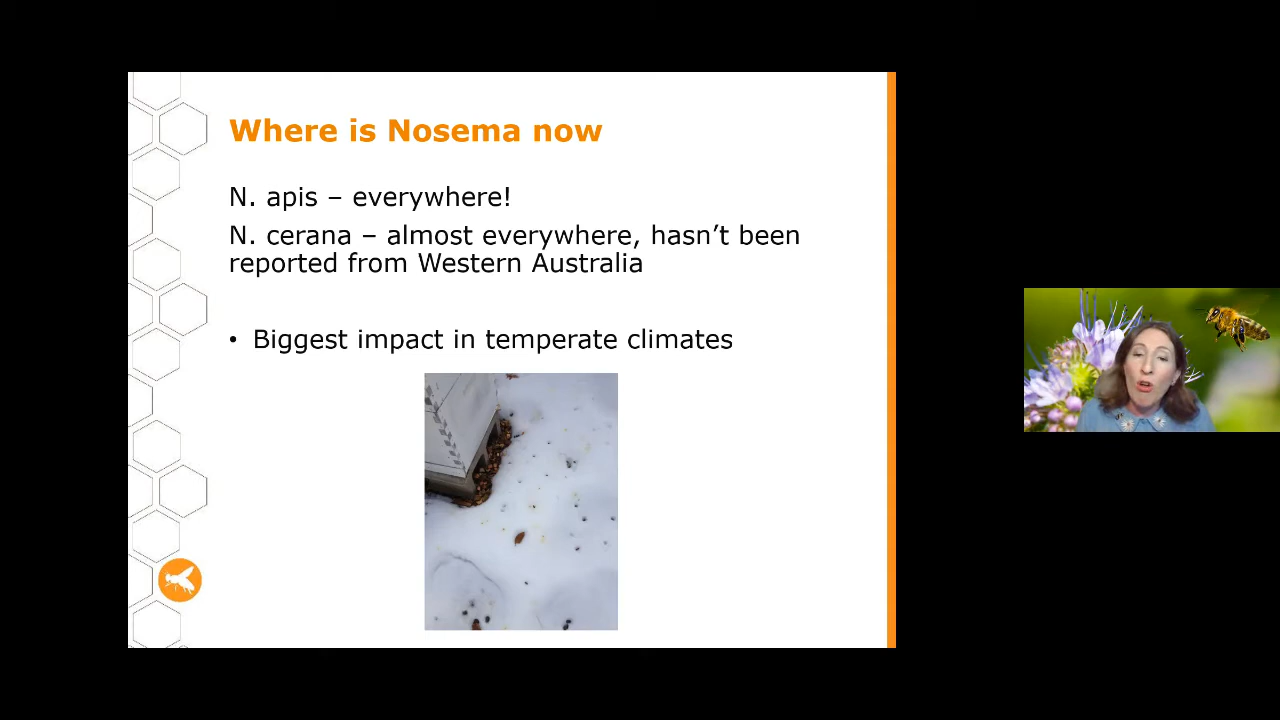 Where is Nosema now
N. apis – everywhere!
N. cerana – almost everywhere, hasn’t been
reported from Western Australia
• Biggest impact in temperate climates